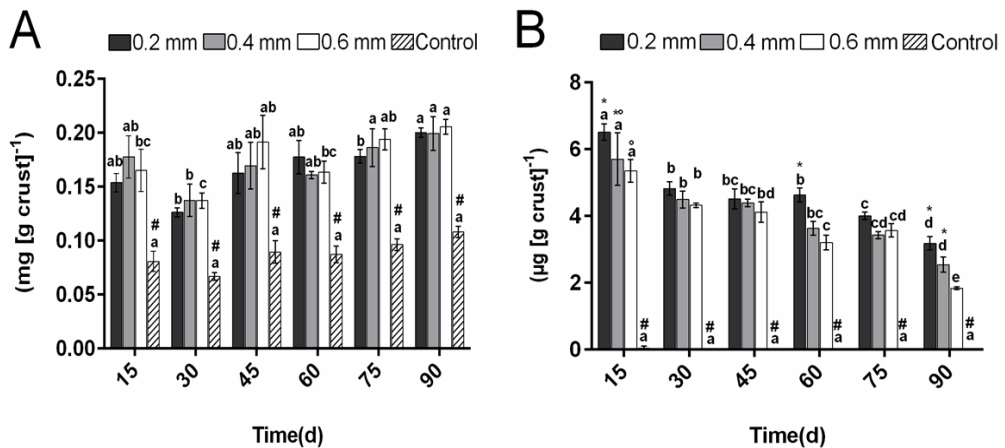 A
0.2 mm 0.4 mm 0.6 mm Control
(mg [g crust]⁻¹)
0.25
0.20
0.15
0.10
0.05
0.00
ab ab bc # a
b b c # a
ab ab ab # a
ab ab bc # a
b a ab # a
a a a # a
15 30 45 60 75 90
Time(d)
B
0.2 mm 0.4 mm 0.6 mm Control
(µg [g crust]⁻¹)
8
6
4
2
0
* a *° a ° a # a
b b b # a
bc bc bd # a
* b bc c # a
c cd cd # a
* d * d e # a
15 30 45 60 75 90
Time(d)